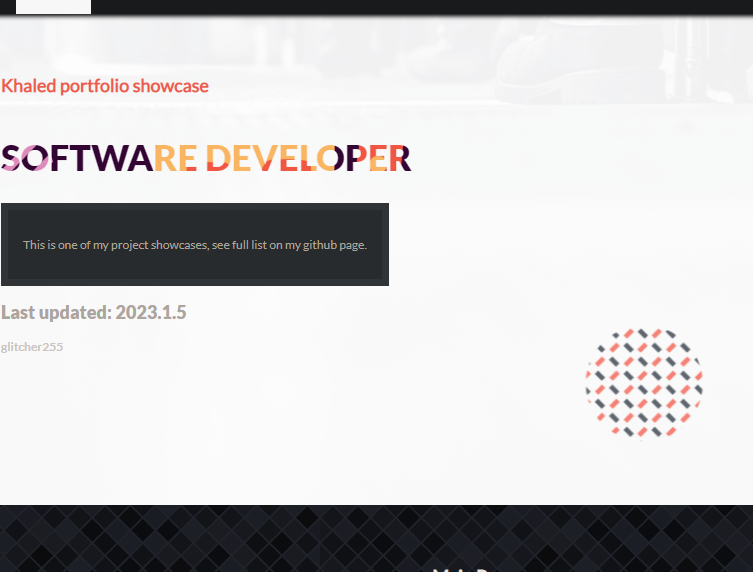 Khaled portfolio showcase
SOFTWARE DEVELOPER
This is one of my project showcases, see full list on my github page.
Last updated: 2023.1.5
glitcher255